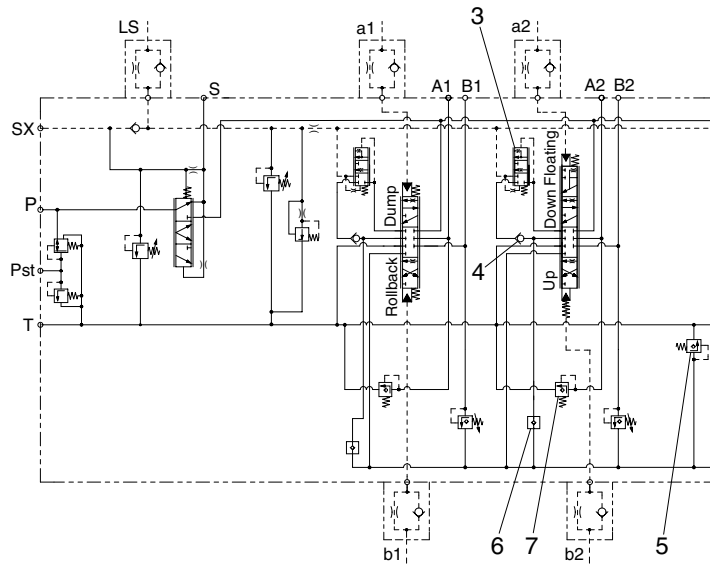 LS
a1
3
a2
S
A1
B1
A2
B2
SX
P
Pst
T
Dump
Rollback
Down Floating
Up
4
6
7
5
b1
b2